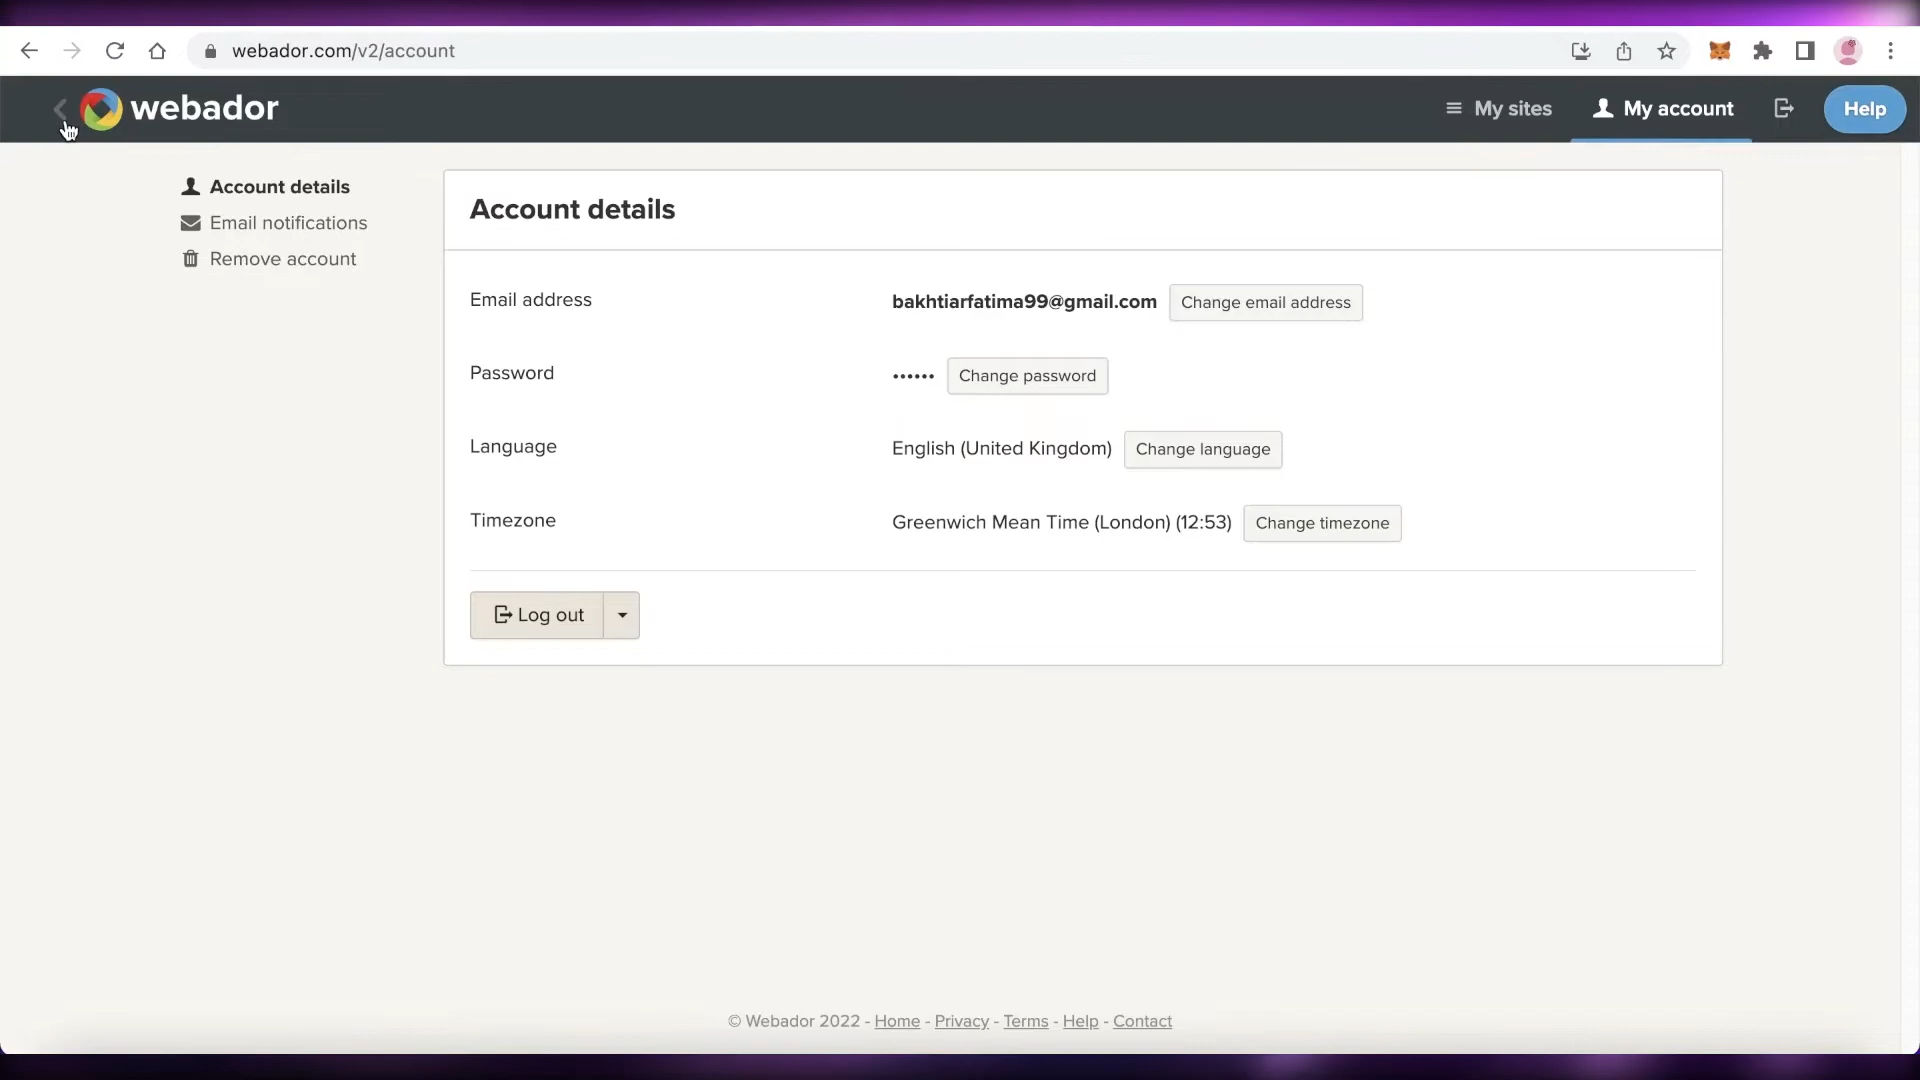 webador.com/v2/account
webador
My sites
My account
Help
Account details
Email notifications
Remove account
Account details
Email address
bakhtiarfatima99@gmail.com
Change email address
Password
••••••
Change password
Language
English (United Kingdom)
Change language
Timezone
Greenwich Mean Time (London) (12:53)
Change timezone
Log out
© Webador 2022 - Home - Privacy - Terms - Help - Contact